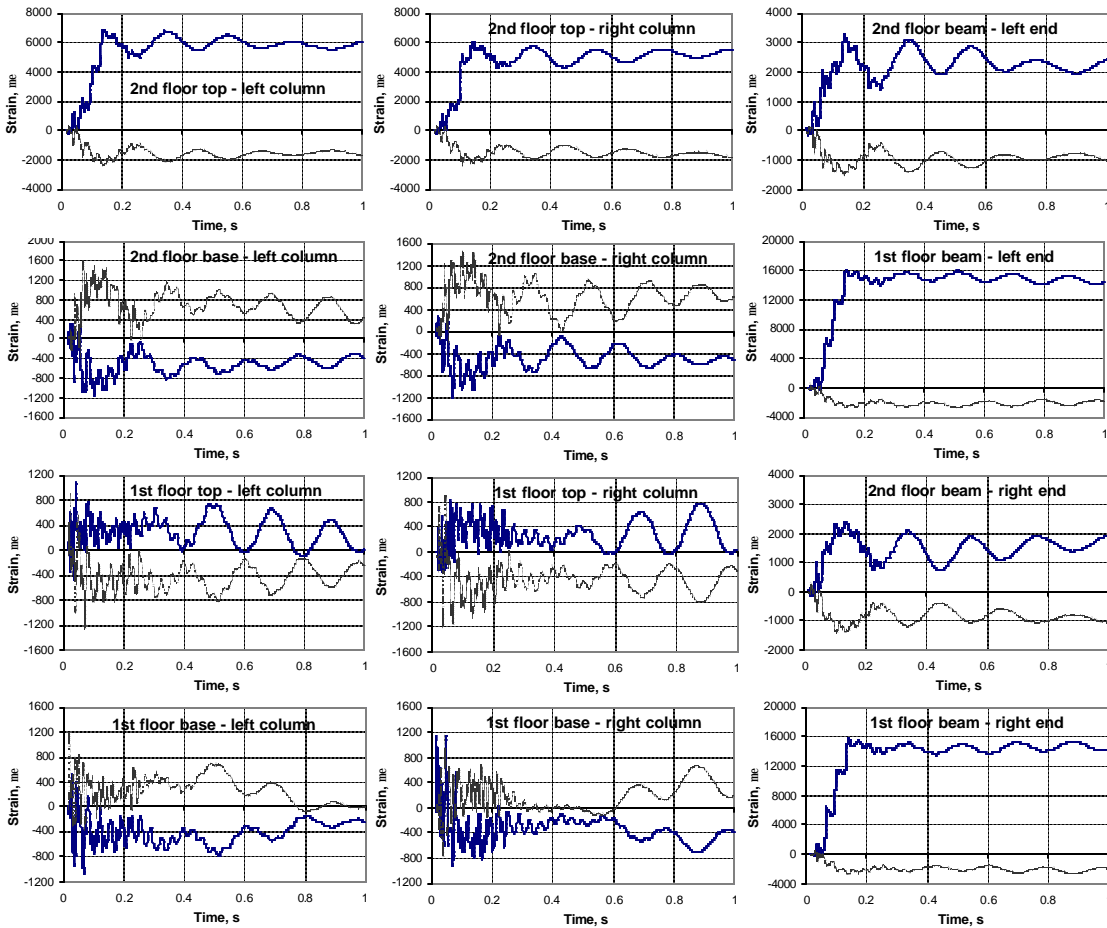 8000
6000
4000
2000
0
-2000
-4000
Strain, me
2nd floor top - left column
0 0.2 0.4 0.6 0.8 1
Time, s
8000
6000
4000
2000
0
-2000
-4000
Strain, me
2nd floor top - right column
0 0.2 0.4 0.6 0.8 1
Time, s
4000
3000
2000
1000
0
-1000
-2000
Strain, me
2nd floor beam - left end
0 0.2 0.4 0.6 0.8 1
Time, s
2000
1600
1200
800
400
0
-400
-800
-1200
-1600
Strain, me
2nd floor base - left column
0 0.2 0.4 0.6 0.8 1
Time, s
1600
1200
800
400
0
-400
-800
-1200
-1600
Strain, me
2nd floor base - right column
0 0.2 0.4 0.6 0.8 1
Time, s
20000
16000
12000
8000
4000
0
-4000
Strain, me
1st floor beam - left end
0 0.2 0.4 0.6 0.8 1
Time, s
1200
800
400
0
-400
-800
-1200
-1600
Strain, me
1st floor top - left column
0 0.2 0.4 0.6 0.8 1
Time, s
1200
800
400
0
-400
-800
-1200
-1600
Strain, me
1st floor top - right column
0 0.2 0.4 0.6 0.8 1
Time, s
4000
3000
2000
1000
0
-1000
-2000
Strain, me
2nd floor beam - right end
0 0.2 0.4 0.6 0.8 1
Time, s
1600
1200
800
400
0
-400
-800
-1200
Strain, me
1st floor base - left column
0 0.2 0.4 0.6 0.8 1
Time, s
1600
1200
800
400
0
-400
-800
-1200
Strain, me
1st floor base - right column
0 0.2 0.4 0.6 0.8 1
Time, s
20000
16000
12000
8000
4000
0
-4000
Strain, me
1st floor beam - right end
0 0.2 0.4 0.6 0.8 1
Time, s